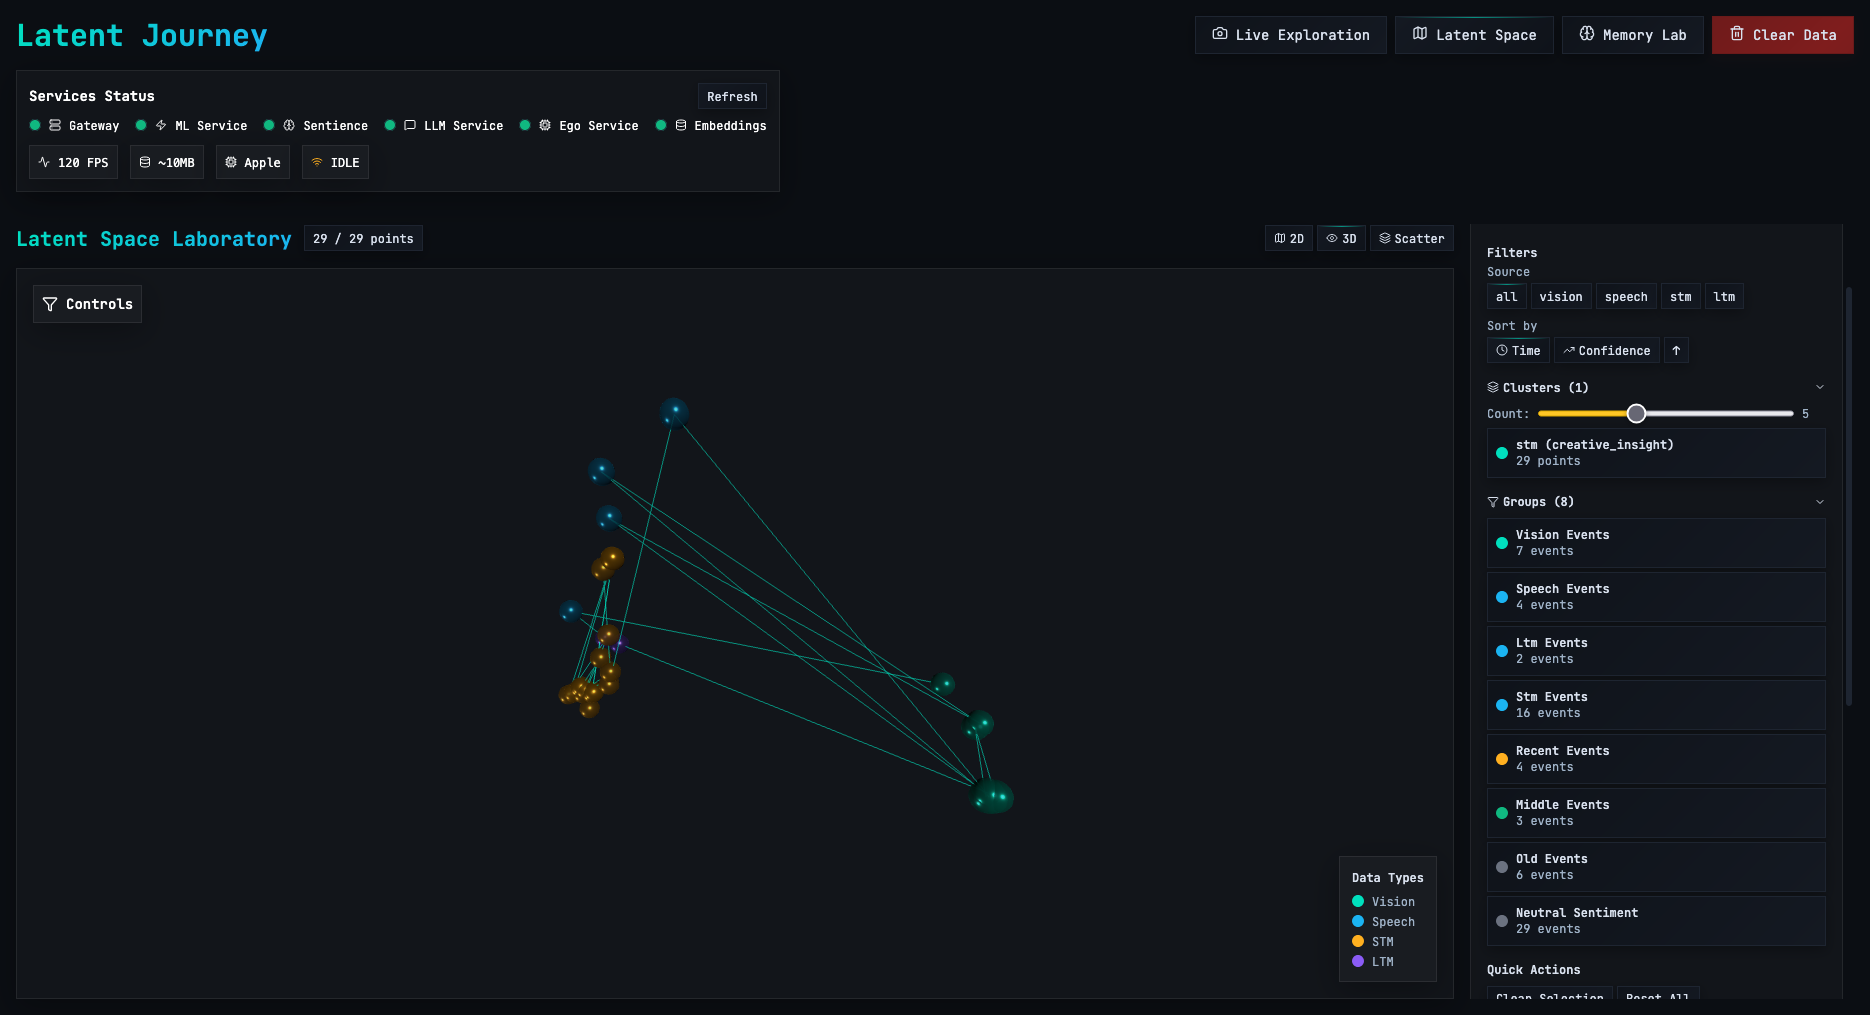 Latent Journey
Live Exploration
Latent Space
Memory Lab
Clear Data
Services Status
Refresh
Gateway
ML Service
Sentience
LLM Service
Ego Service
Embeddings
120 FPS
~10MB
Apple
IDLE
Latent Space Laboratory
29 / 29 points
2D
3D
Scatter
Controls
Data Types
Vision
Speech
STM
LTM
Filters
Source
all
vision
speech
stm
ltm
Sort by
Time
Confidence
↑
Clusters (1)
Count:
5
stm (creative_insight)
29 points
Groups (8)
Vision Events
7 events
Speech Events
4 events
Ltm Events
2 events
Stm Events
16 events
Recent Events
4 events
Middle Events
3 events
Old Events
6 events
Neutral Sentiment
29 events
Quick Actions
Clear Selection
Reset All